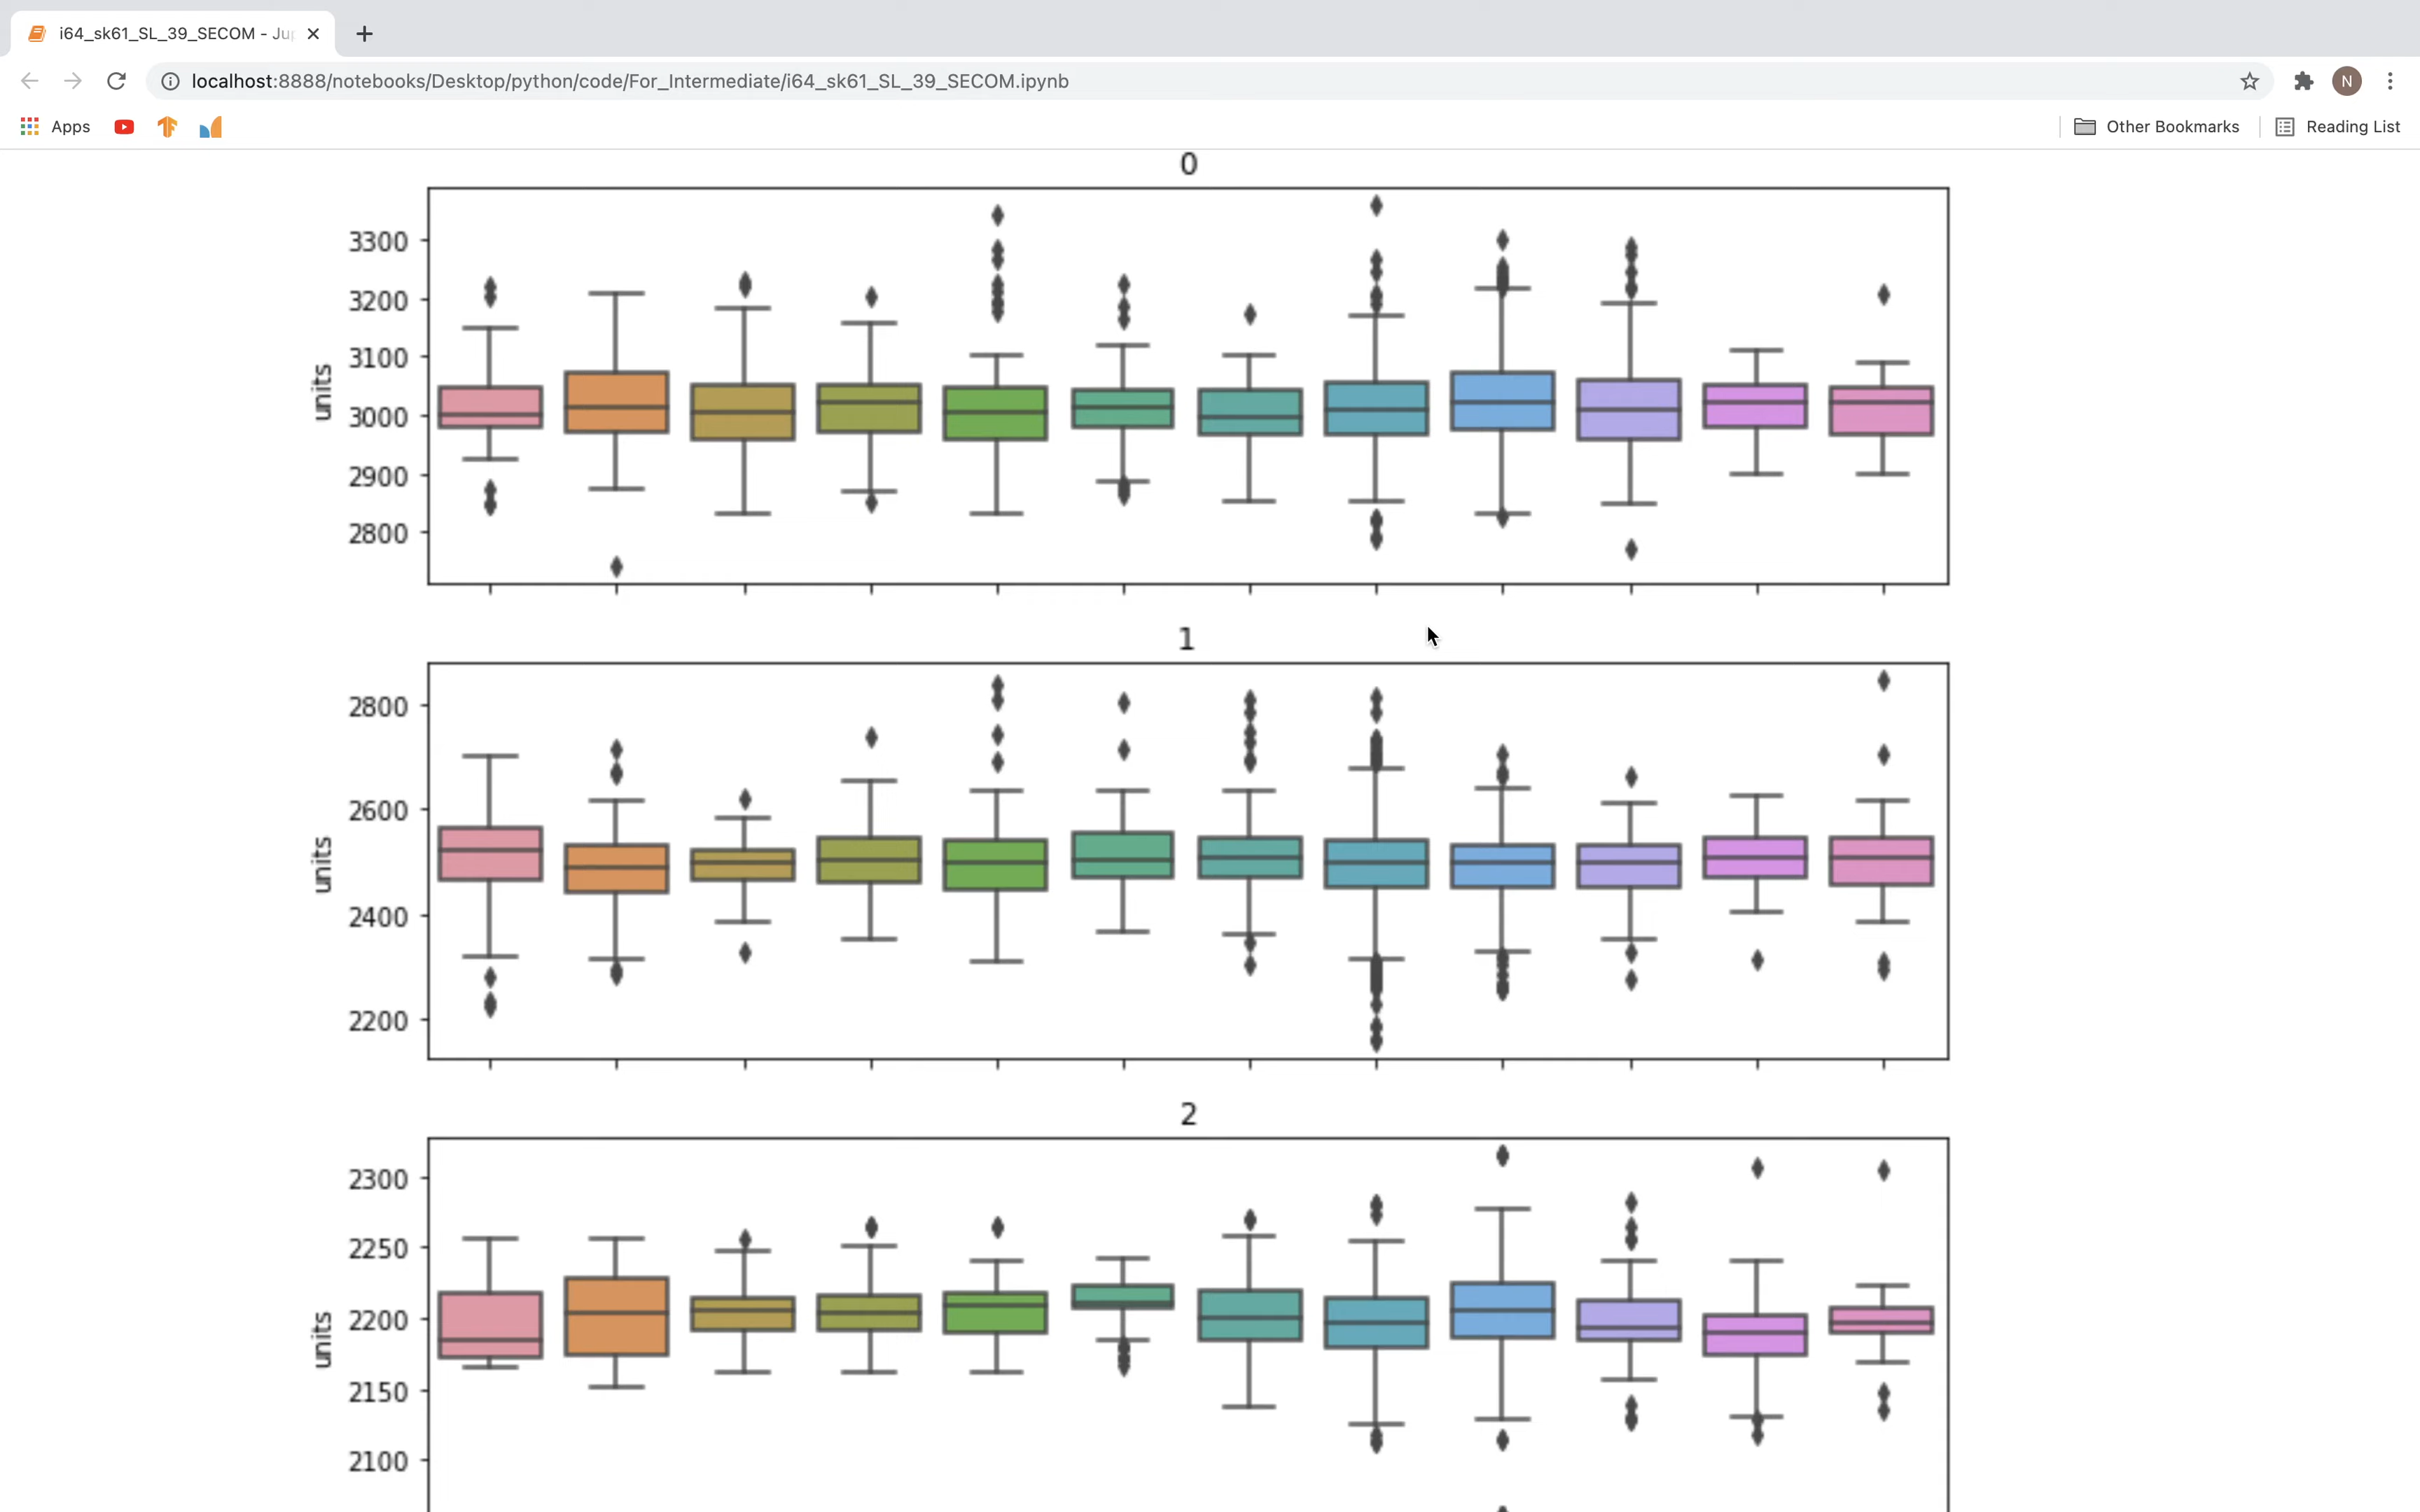 i64_sk61_SL_39_SECOM - Ju
localhost:8888/notebooks/Desktop/python/code/For_Intermediate/i64_sk61_SL_39_SECOM.ipynb
N
Apps
Other Bookmarks
Reading List
0
3300
3200
3100
3000
2900
2800
units
1
2800
2600
2400
2200
units
2
2300
2250
2200
2150
2100
units